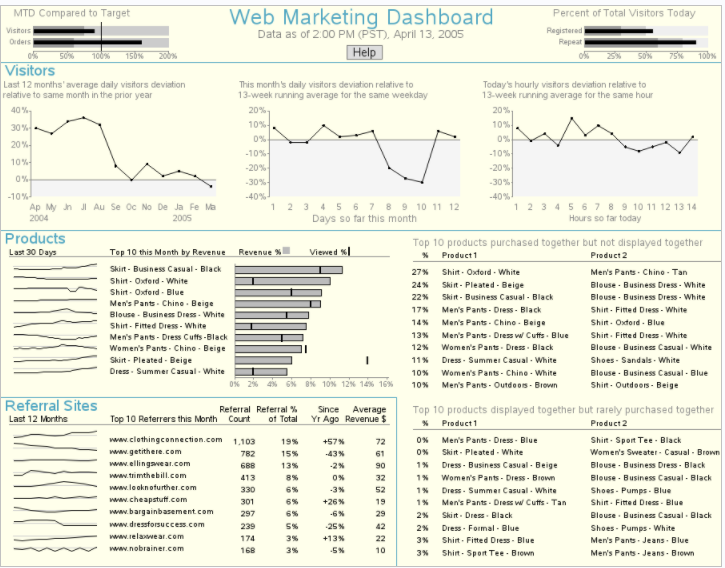 MTD Compared to Target
Visitors
Orders
0% 50% 100% 150% 200%
Web Marketing Dashboard
Data as of 2:00 PM (PST), April 13, 2005
Help
Percent of Total Visitors Today
Registered
Repeat
0% 25% 50% 75% 100%
Visitors
Last 12 months' average daily visitors deviation
relative to same month in the prior year
40%
30%
20%
10%
0%
-10%
Ap My Jn Jl Au Se Oc No De Ja Fe Ma
2004 2005
This month's daily visitors deviation relative to
13-week running average for the same weekday
20%
10%
0%
-10%
-20%
-30%
-40%
1 2 3 4 5 6 7 8 9 10 11 12
Days so far this month
Today's hourly visitors deviation relative to
13-week running average for the same hour
20%
10%
0%
-10%
-20%
-30%
-40%
1 2 3 4 5 6 7 8 9 10 11 12 13 14
Hours so far today
Products
Last 30 Days Top 10 this Month by Revenue Revenue % Viewed %
Skirt - Business Casual - Black
Skirt - Oxford - White
Skirt - Oxford - Blue
Men's Pants - Chino - Beige
Blouse - Business Dress - White
Shirt - Fitted Dress - White
Men's Pants - Dress Cuffs - Black
Women's Pants - Chino - Beige
Skirt - Pleated - Beige
Dress - Summer Casual - White
0% 2% 4% 6% 8% 10% 12% 14% 16%
Top 10 products purchased together but not displayed together
% Product 1 Product 2
27% Shirt - Oxford - White Men's Pants - Chino - Tan
24% Skirt - Pleated - Beige Blouse - Business Dress - White
22% Skirt - Business Casual - Black Blouse - Business Dress - White
17% Men's Pants - Dress - Black Shirt - Fitted Dress - White
14% Men's Pants - Chino - Beige Shirt - Oxford - Blue
13% Men's Pants - Dress w/ Cuffs - Blue Shirt - Fitted Dress - White
12% Women's Pants - Dress - Black Blouse - Business Casual - White
11% Dress - Summer Casual - White Shoes - Sandals - White
10% Women's Pants - Chino - White Blouse - Business Casual - Blue
10% Men's Pants - Outdoors - Brown Shirt - Outdoors - Beige
Referral Sites
Last 12 Months Top 10 Referrers this Month Referral Count Referral % of Total Since Yr Ago Average Revenue $
www.clothingconnection.com 1,103 19% +57% 72
www.getithere.com 782 15% -43% 61
www.ellingswear.com 688 13% -2% 90
www.trimthebill.com 413 8% 0% 32
www.looknofurther.com 330 6% -3% 52
www.cheapstuff.com 301 6% +26% 19
www.bargainbasement.com 297 6% -6% 29
www.dressforsuccess.com 239 5% -25% 42
www.relaxwear.com 174 3% +13% 22
www.nobrainer.com 168 3% -5% 10
Top 10 products displayed together but rarely purchased together
% Product 1 Product 2
0% Men's Pants - Dress - Blue Shirt - Sport Tee - Black
0% Skirt - Pleated - White Women's Sweater - Casual - Brown
1% Dress - Business Casual - Beige Blouse - Business Dress - Black
1% Women's Pants - Dress - Brown Blouse - Business Casual - Black
1% Dress - Summer Casual - White Shoes - Pumps - Blue
1% Men's Pants - Dress w/ Cuffs - Tan Shirt - Fitted Dress - Blue
2% Skirt - Dress - Black Blouse - Business Casual - Blue
2% Dress - Formal - Blue Shoes - Pumps - White
3% Shirt - Fitted Dress - Blue Men's Pants - Jeans - Blue
3% Shirt - Sport Tee - Brown Men's Pants - Jeans - Brown